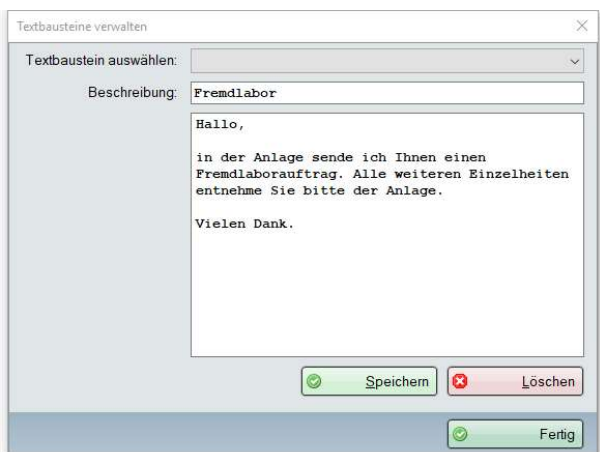 Textbausteine verwalten
Textbaustein auswählen:
Beschreibung: Fremdlabor
Hallo,
in der Anlage sende ich Ihnen einen
Fremdlaborauftrag. Alle weiteren Einzelheiten
entnehme Sie bitte der Anlage.
Vielen Dank.
Speichern Löschen
Fertig